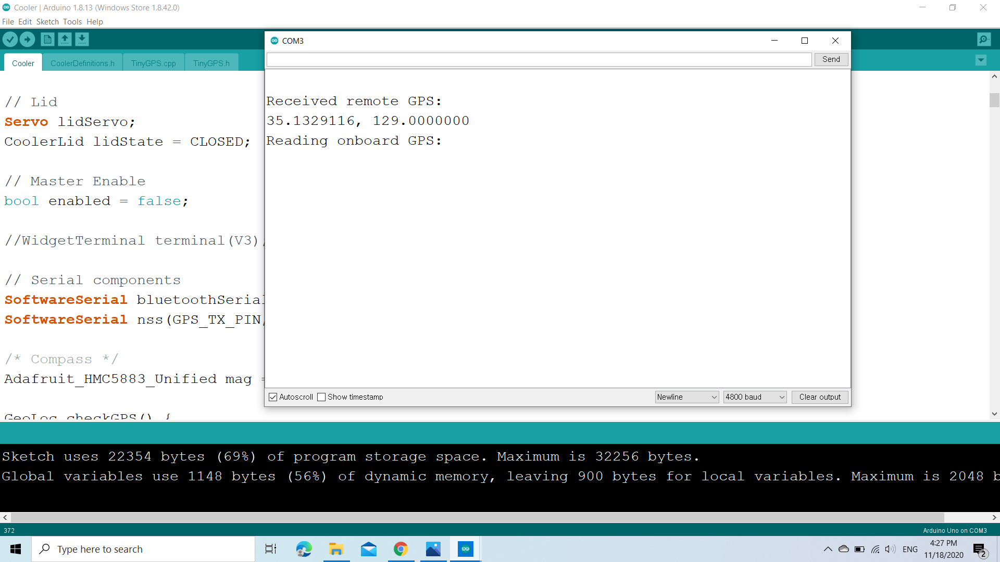 Cooler | Arduino 1.8.13 (Windows Store 1.8.42.0)
File Edit Sketch Tools Help
Cooler CoolerDefinitions.h TinyGPS.cpp TinyGPS.h
// Lid
Servo lidServo;
CoolerLid lidState = CLOSED;
// Master Enable
bool enabled = false;
//WidgetTerminal terminal(V3);
// Serial components
SoftwareSerial bluetoothSerial
SoftwareSerial nss(GPS_TX_PIN,
/* Compass */
Adafruit_HMC5883_Unified mag =
GeoLoc checkGPS() {
COM3
Send
Received remote GPS:
35.1329116, 129.0000000
Reading onboard GPS:
Autoscroll Show timestamp Newline 4800 baud Clear output
Sketch uses 22354 bytes (69%) of program storage space. Maximum is 32256 bytes.
Global variables use 1148 bytes (56%) of dynamic memory, leaving 900 bytes for local variables. Maximum is 2048 b
372 Arduino Uno on COM3
Type here to search
ENG
4:27 PM
11/18/2020
2